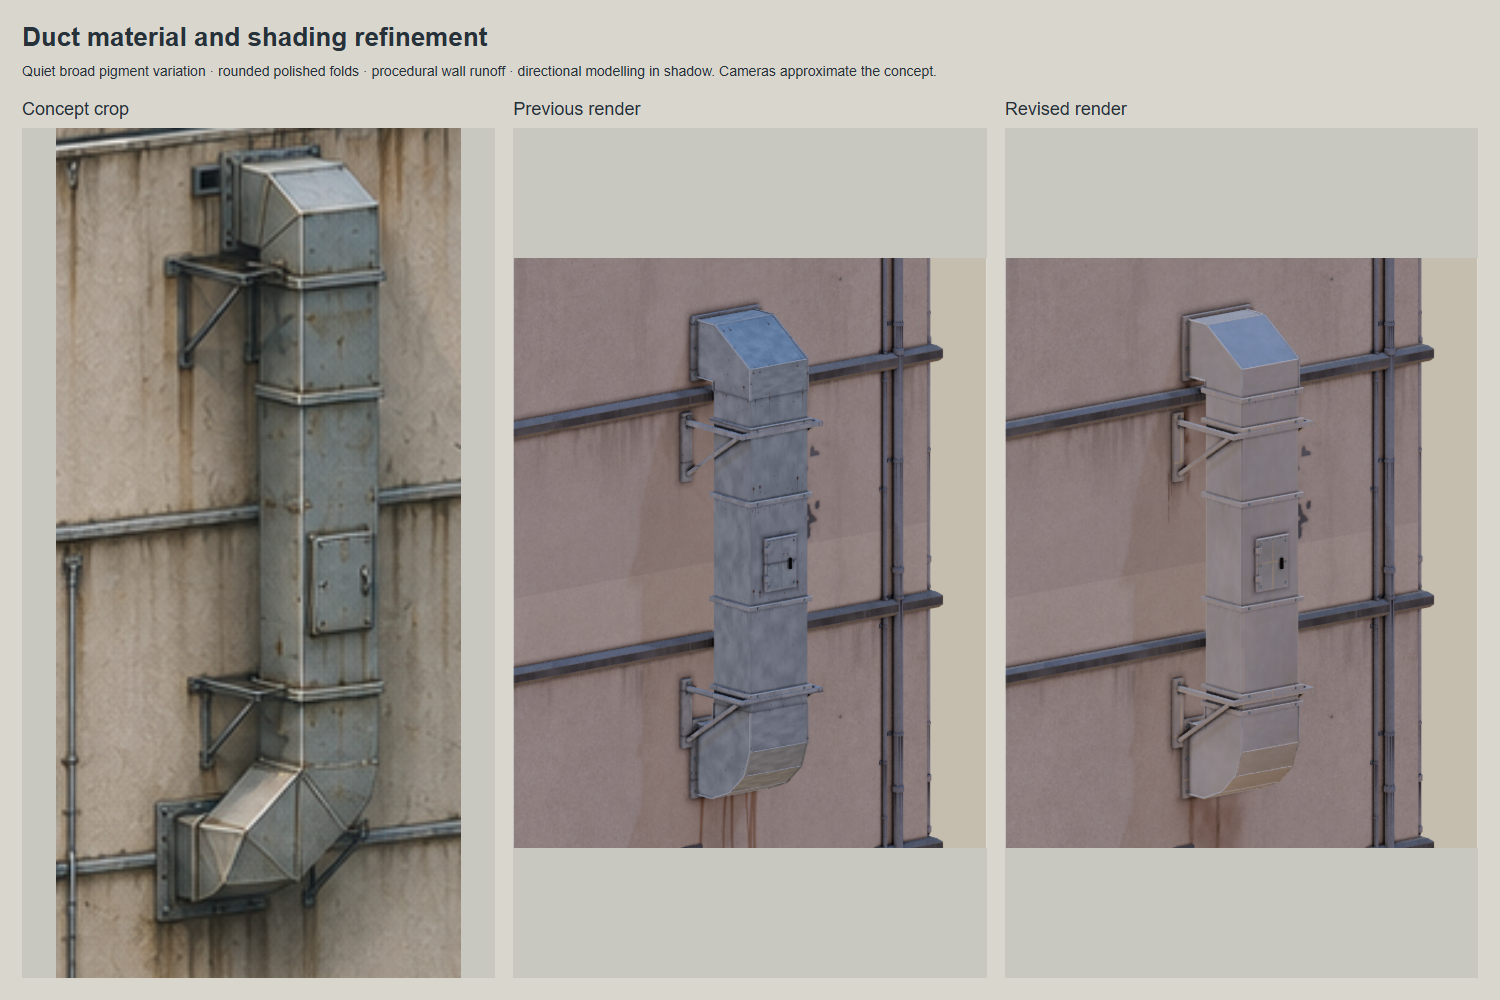 Duct material and shading refinement
Quiet broad pigment variation · rounded polished folds · procedural wall runoff · directional modelling in shadow. Cameras approximate the concept.
Concept crop
Previous render
Revised render